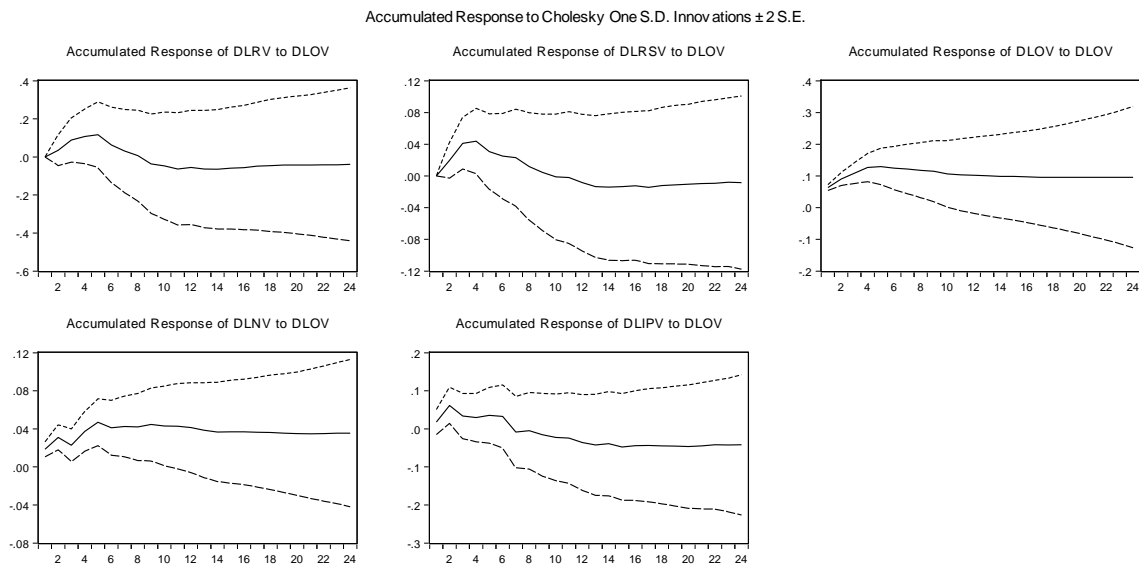 Accumulated Response to Cholesky One S.D. Innovations ± 2 S.E.
Accumulated Response of DLRV to DLOV
.4
.2
.0
-.2
-.4
-.6
2 4 6 8 10 12 14 16 18 20 22 24
Accumulated Response of DLRSV to DLOV
.12
.08
.04
.00
-.04
-.08
-.12
2 4 6 8 10 12 14 16 18 20 22 24
Accumulated Response of DLOV to DLOV
.4
.3
.2
.1
.0
-.1
-.2
2 4 6 8 10 12 14 16 18 20 22 24
Accumulated Response of DLNV to DLOV
.12
.08
.04
.00
-.04
-.08
2 4 6 8 10 12 14 16 18 20 22 24
Accumulated Response of DLIPV to DLOV
.2
.1
.0
-.1
-.2
-.3
2 4 6 8 10 12 14 16 18 20 22 24